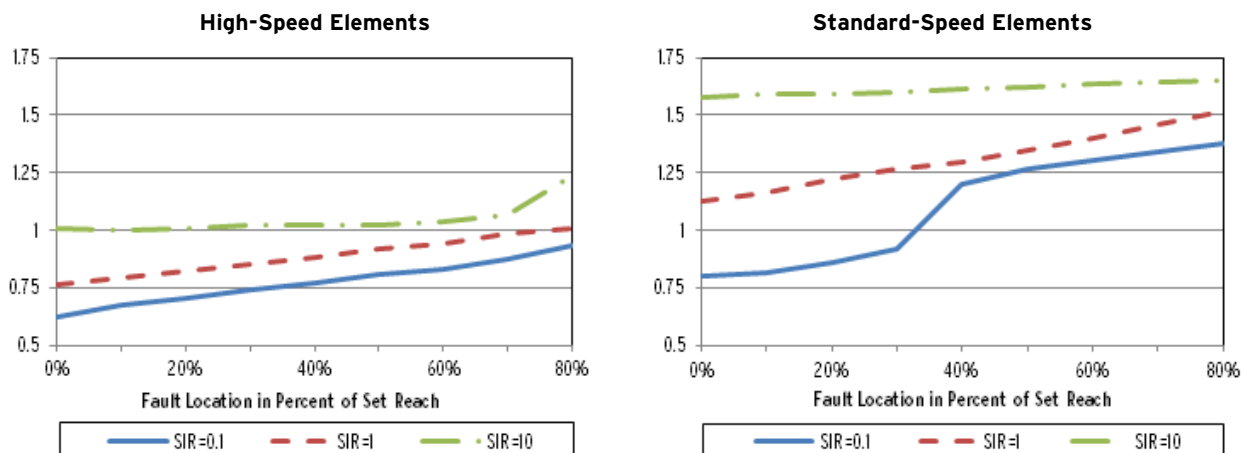 High-Speed Elements
1.75
1.5
1.25
1
0.75
0.5
0% 20% 40% 60% 80%
Fault Location in Percent of Set Reach
SIR=0.1 SIR=1 SIR=10
Standard-Speed Elements
1.75
1.5
1.25
1
0.75
0.5
0% 20% 40% 60% 80%
Fault Location in Percent of Set Reach
SIR=0.1 SIR=1 SIR=10